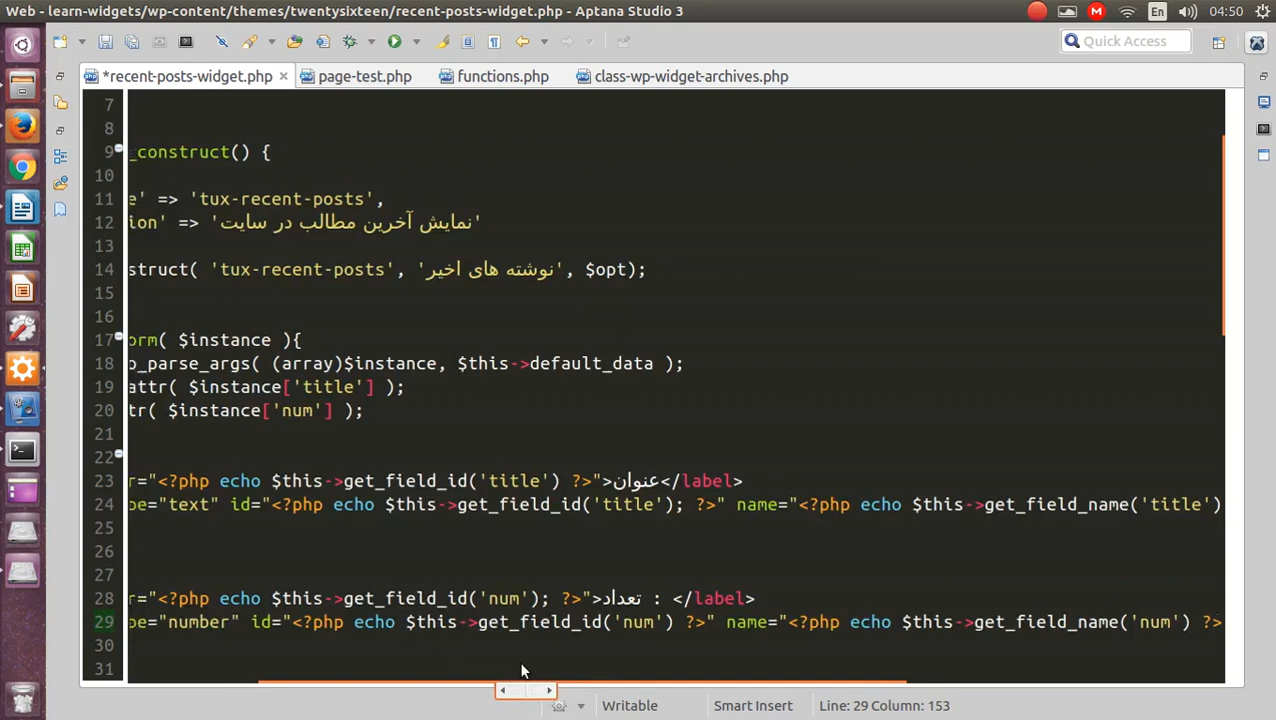 Web - learn-widgets/wp-content/themes/twentysixteen/recent-posts-widget.php - Aptana Studio 3
En
04:50
Quick Access
*recent-posts-widget.php
page-test.php
functions.php
class-wp-widget-archives.php
7
8
9 _construct() {
10
11 e' => 'tux-recent-posts',
12 ion' => 'نمایش آخرین مطالب در سایت'
13
14 struct( 'tux-recent-posts', 'نوشته های اخیر', $opt);
15
16
17 orm( $instance ){
18 p_parse_args( (array)$instance, $this->default_data );
19 attr( $instance['title'] );
20 tr( $instance['num'] );
21
22
23 r="<?php echo $this->get_field_id('title') ?>">عنوان</label>
24 pe="text" id="<?php echo $this->get_field_id('title'); ?>" name="<?php echo $this->get_field_name('title')
25
26
27
28 r="<?php echo $this->get_field_id('num'); ?>">تعداد : </label>
29 pe="number" id="<?php echo $this->get_field_id('num') ?>" name="<?php echo $this->get_field_name('num') ?>
30
31
Writable
Smart Insert
Line: 29 Column: 153